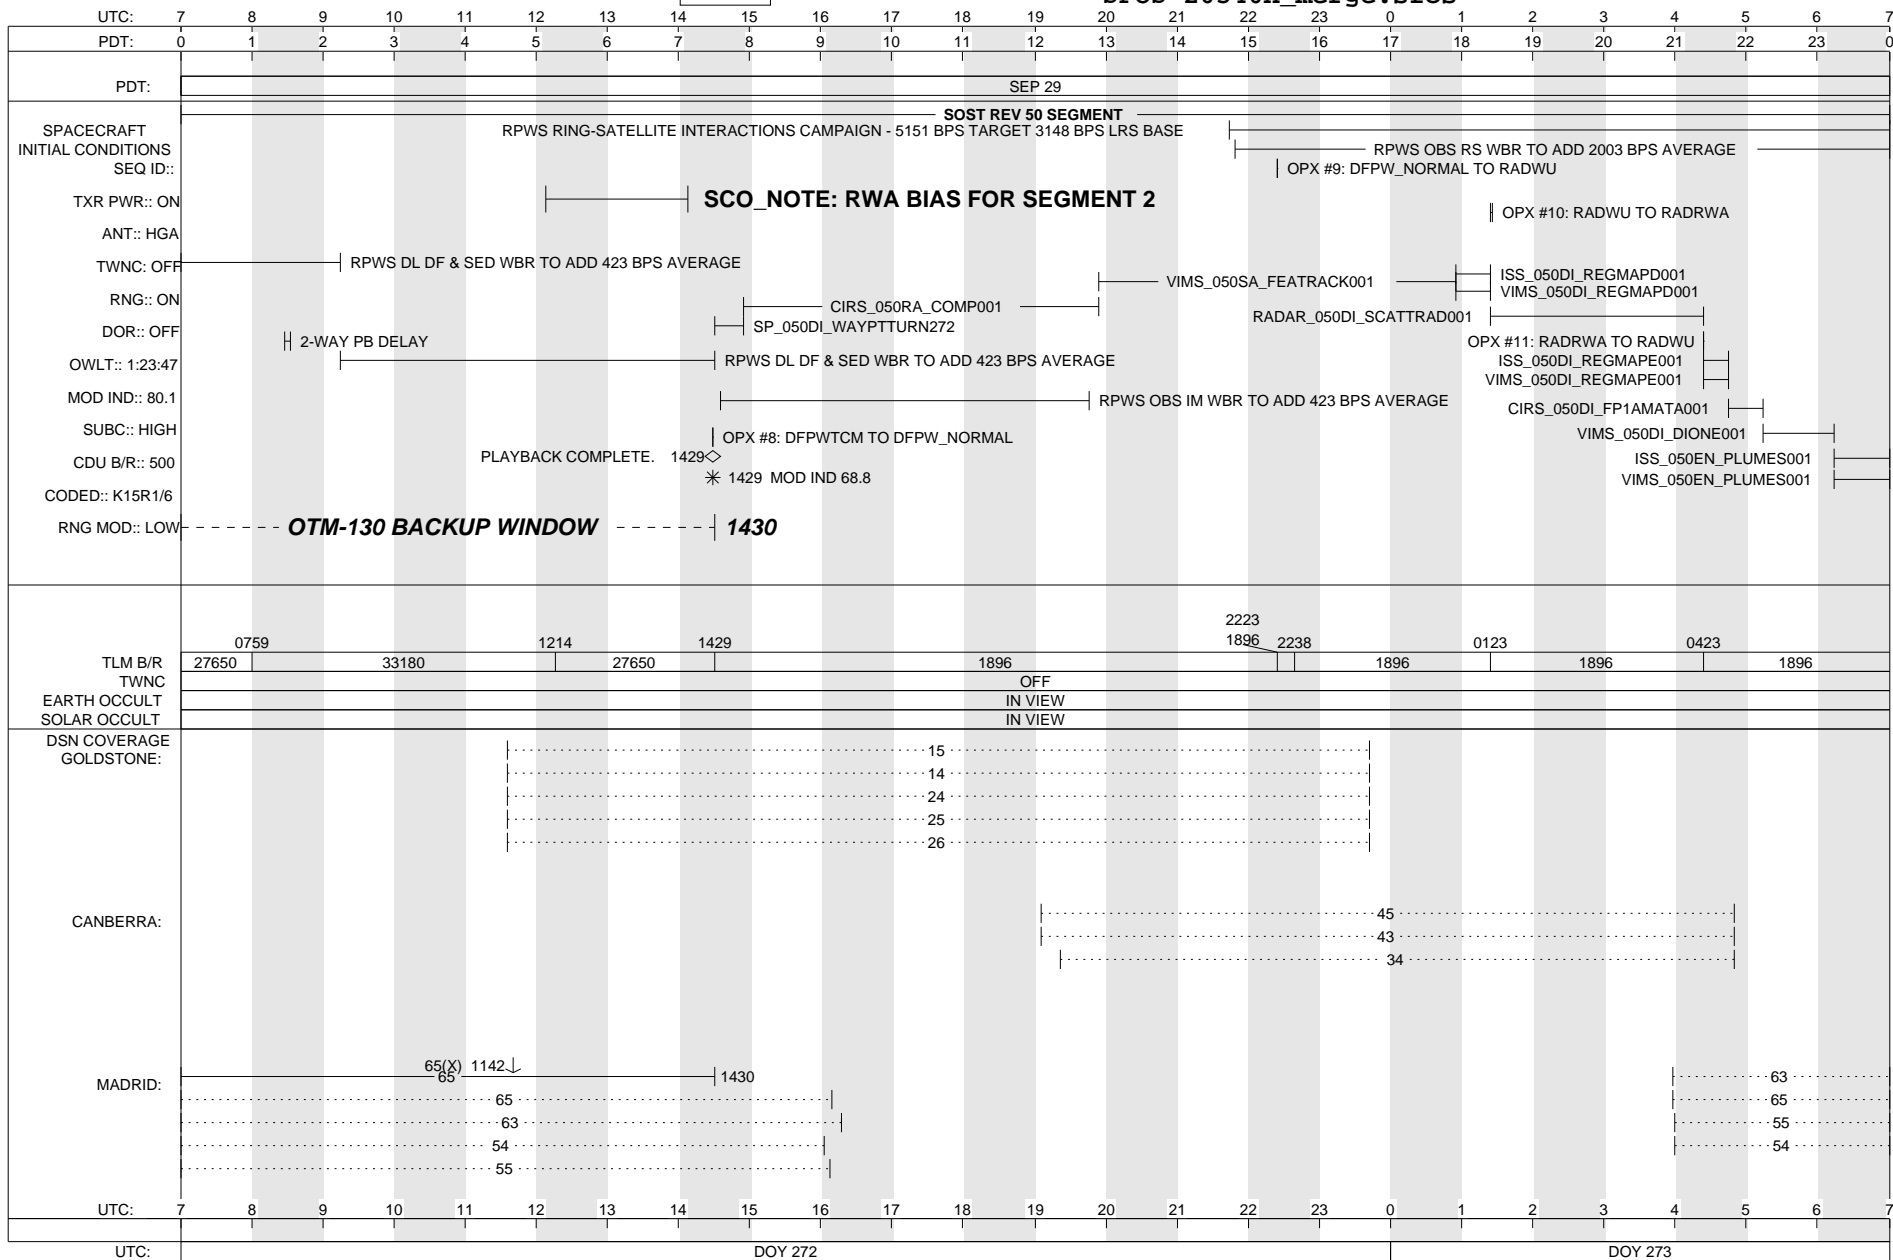 UTC: 7 8 9 10 11 12 13 14 15 16 17 18 19 20 21 22 23 0 1 2 3 4 5 6 7
PDT: 0 1 2 3 4 5 6 7 8 9 10 11 12 13 14 15 16 17 18 19 20 21 22 23 0
PDT: SEP 29
SOST REV 50 SEGMENT
SPACECRAFT RPWS RING-SATELLITE INTERACTIONS CAMPAIGN - 5151 BPS TARGET 3148 BPS LRS BASE
INITIAL CONDITIONS RPWS OBS RS WBR TO ADD 2003 BPS AVERAGE
SEQ ID:: OPX #9: DFPW_NORMAL TO RADWU
TXR PWR:: ON SCO_NOTE: RWA BIAS FOR SEGMENT 2
OPX #10: RADWU TO RADRWA
ANT:: HGA
TWNC: OFF RPWS DL DF & SED WBR TO ADD 423 BPS AVERAGE
ISS_050DI_REGMAPD001
VIMS_050SA_FEATRACK001
VIMS_050DI_REGMAPD001
RNG:: ON
CIRS_050RA_COMP001
RADAR_050DI_SCATTRAD001
SP_050DI_WAYPTTURN272
DOR:: OFF
2-WAY PB DELAY OPX #11: RADRWA TO RADWU
OWLT:: 1:23:47 RPWS DL DF & SED WBR TO ADD 423 BPS AVERAGE ISS_050DI_REGMAPE001
VIMS_050DI_REGMAPE001
MOD IND:: 80.1 RPWS OBS IM WBR TO ADD 423 BPS AVERAGE
CIRS_050DI_FP1AMATA001
SUBC:: HIGH VIMS_050DI_DIONE001
OPX #8: DFPWTCM TO DFPW_NORMAL
PLAYBACK COMPLETE. 1429 ISS_050EN_PLUMES001
CDU B/R:: 500
1429 MOD IND 68.8 VIMS_050EN_PLUMES001
CODED:: K15R1/6
RNG MOD:: LOW OTM-130 BACKUP WINDOW 1430
2223
0759 1214 1429 1896 2238 0123 0423
TLM B/R 27650 33180 27650 1896 1896 1896 1896
TWNC OFF
EARTH OCCULT IN VIEW
SOLAR OCCULT IN VIEW
DSN COVERAGE
GOLDSTONE: 15
14
24
25
26
CANBERRA: 45
43
34
65(X) 1142
MADRID: 65 1430 63
65 65
63 55
54 54
55
UTC: 7 8 9 10 11 12 13 14 15 16 17 18 19 20 21 22 23 0 1 2 3 4 5 6 7
UTC: DOY 272 DOY 273